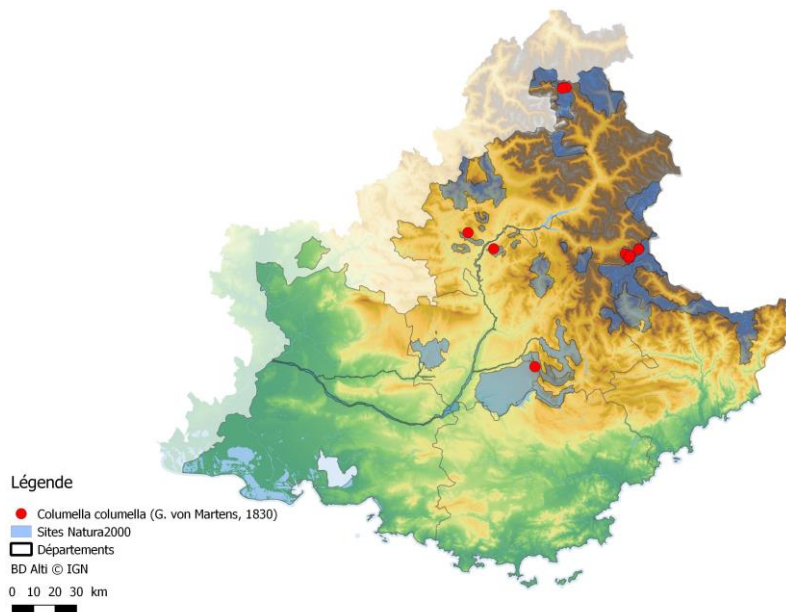 Légende
Columella columella (G. von Martens, 1830)
Sites Natura2000
Départements
BD Alti © IGN
0 10 20 30 km